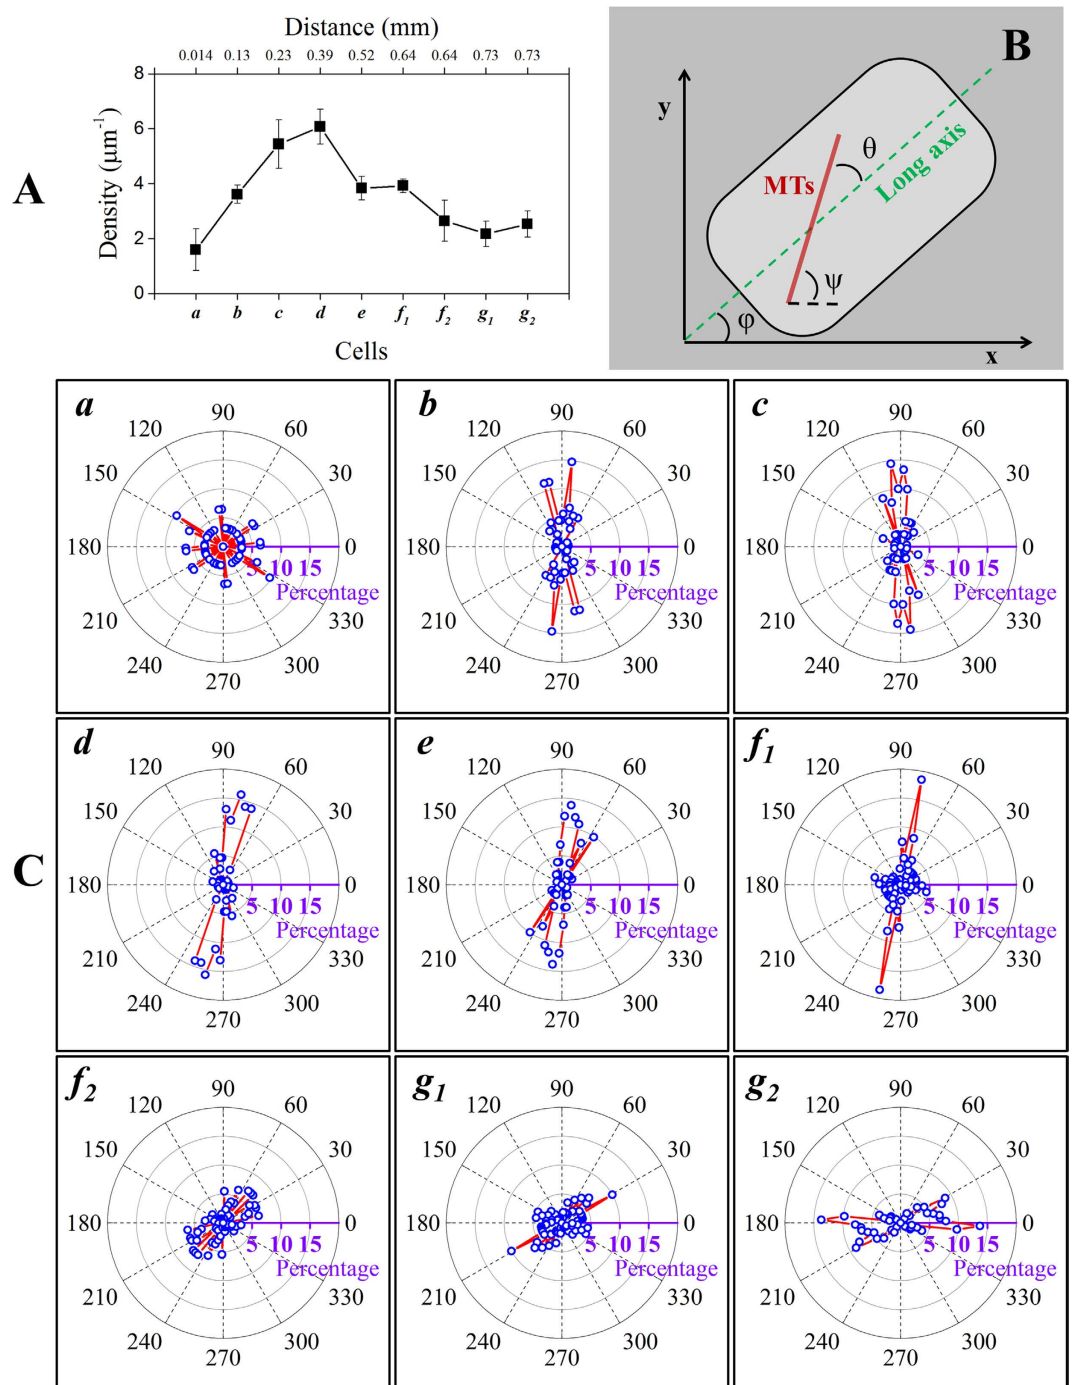 A
Distance (mm)
0.014 0.13 0.23 0.39 0.52 0.64 0.64 0.73 0.73
Density (μm-1)
8
6
4
2
0
a b c d e f1 f2 g1 g2
Cells
B
y
x
MTs
θ
Long axis
ψ
φ
C
a
90
120 60
150 30
180 0
5 10 15
Percentage
210 330
240 300
270
b
90
120 60
150 30
180 0
5 10 15
Percentage
210 330
240 300
270
c
90
120 60
150 30
180 0
5 10 15
Percentage
210 330
240 300
270
d
90
120 60
150 30
180 0
5 10 15
Percentage
210 330
240 300
270
e
90
120 60
150 30
180 0
5 10 15
Percentage
210 330
240 300
270
f1
90
120 60
150 30
180 0
5 10 15
Percentage
210 330
240 300
270
f2
90
120 60
150 30
180 0
5 10 15
Percentage
210 330
240 300
270
g1
90
120 60
150 30
180 0
5 10 15
Percentage
210 330
240 300
270
g2
90
120 60
150 30
180 0
5 10 15
Percentage
210 330
240 300
270